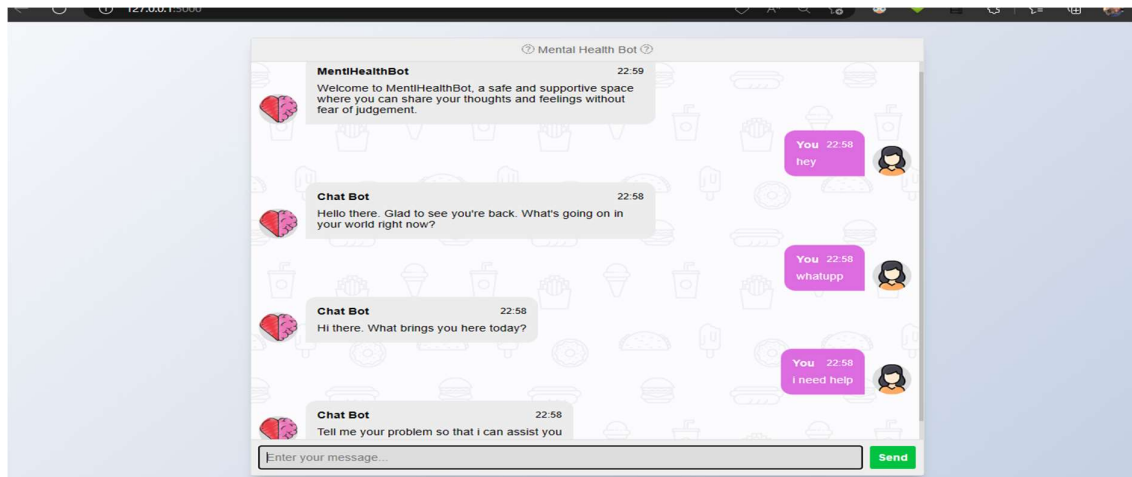 127.0.0.1:5000
Mental Health Bot
MentlHealthBot 22:59
Welcome to MentlHealthBot, a safe and supportive space
where you can share your thoughts and feelings without
fear of judgement.
You 22:58
hey
Chat Bot 22:58
Hello there. Glad to see you're back. What's going on in
your world right now?
You 22:58
whatupp
Chat Bot 22:58
Hi there. What brings you here today?
You 22:58
i need help
Chat Bot 22:58
Tell me your problem so that i can assist you
Enter your message...
Send